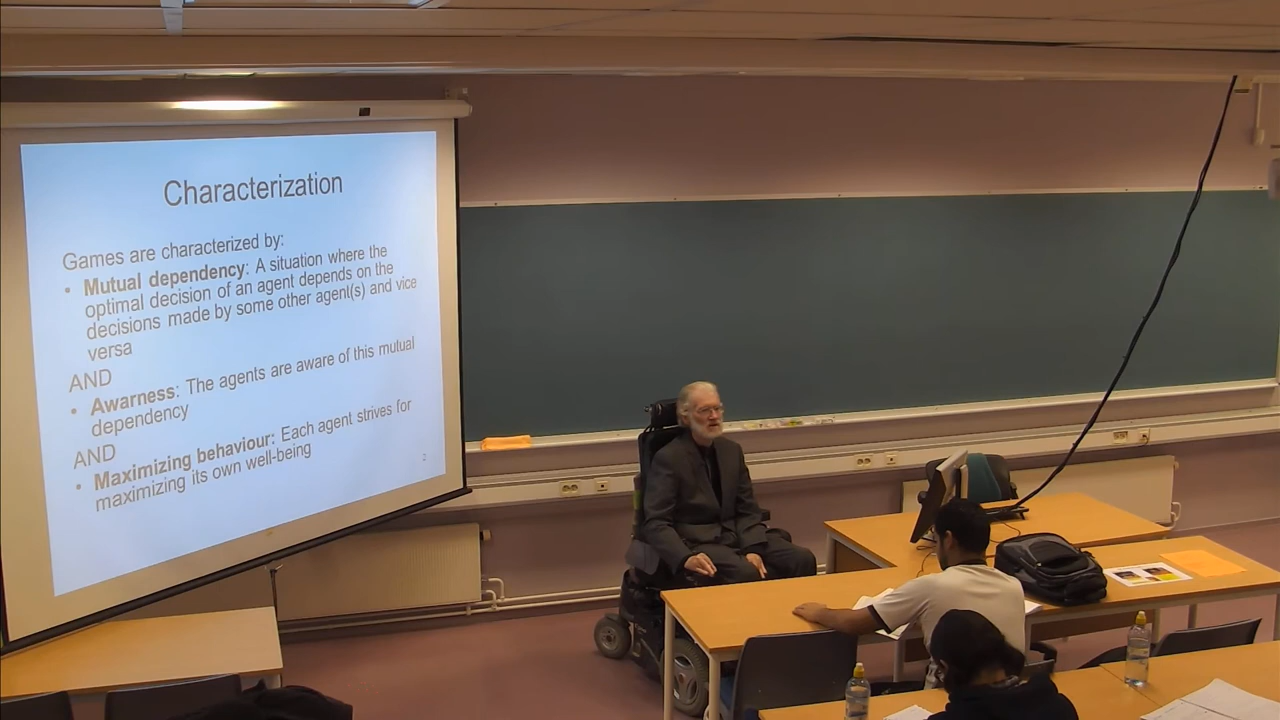 Characterization
Games are characterized by:
• Mutual dependency: A situation where the
optimal decision of an agent depends on the
decisions made by some other agent(s) and vice
versa
AND
• Awarness: The agents are aware of this mutual
dependency
AND
• Maximizing behaviour: Each agent strives for
maximizing its own well-being
2